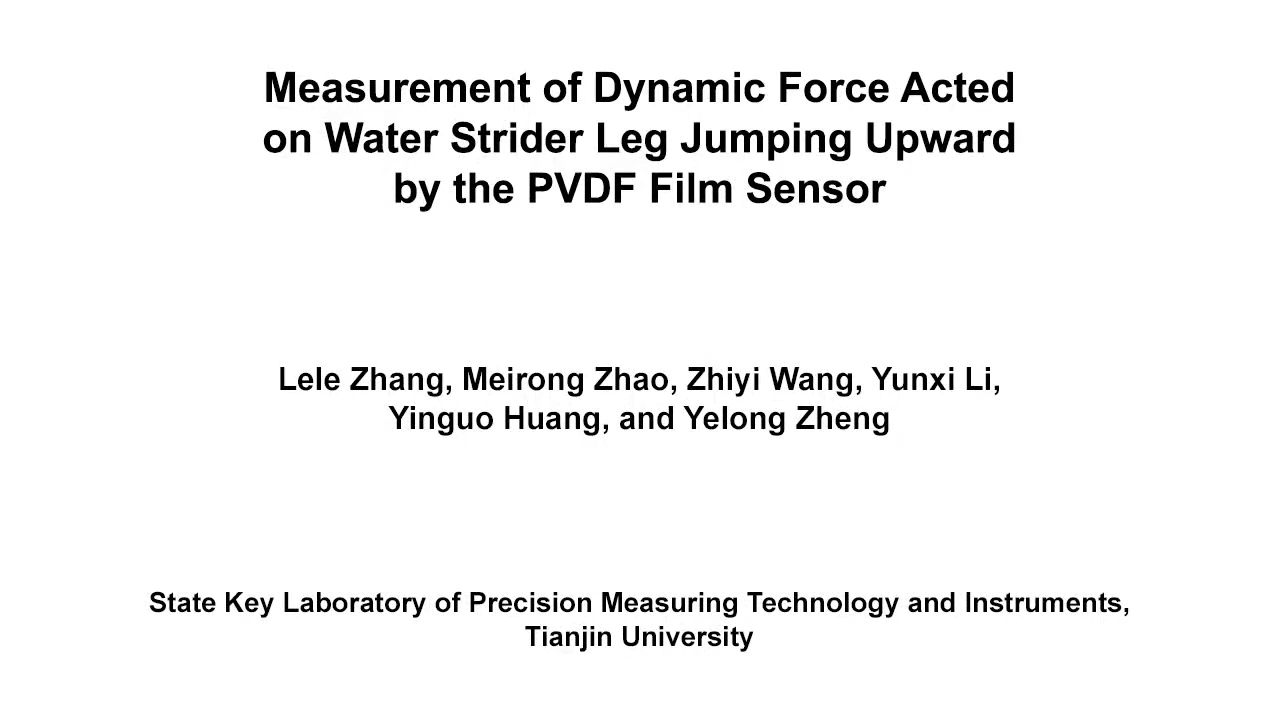 Measurement of Dynamic Force Acted
on Water Strider Leg Jumping Upward
by the PVDF Film Sensor
Lele Zhang, Meirong Zhao, Zhiyi Wang, Yunxi Li,
Yinguo Huang, and Yelong Zheng
State Key Laboratory of Precision Measuring Technology and Instruments,
Tianjin University